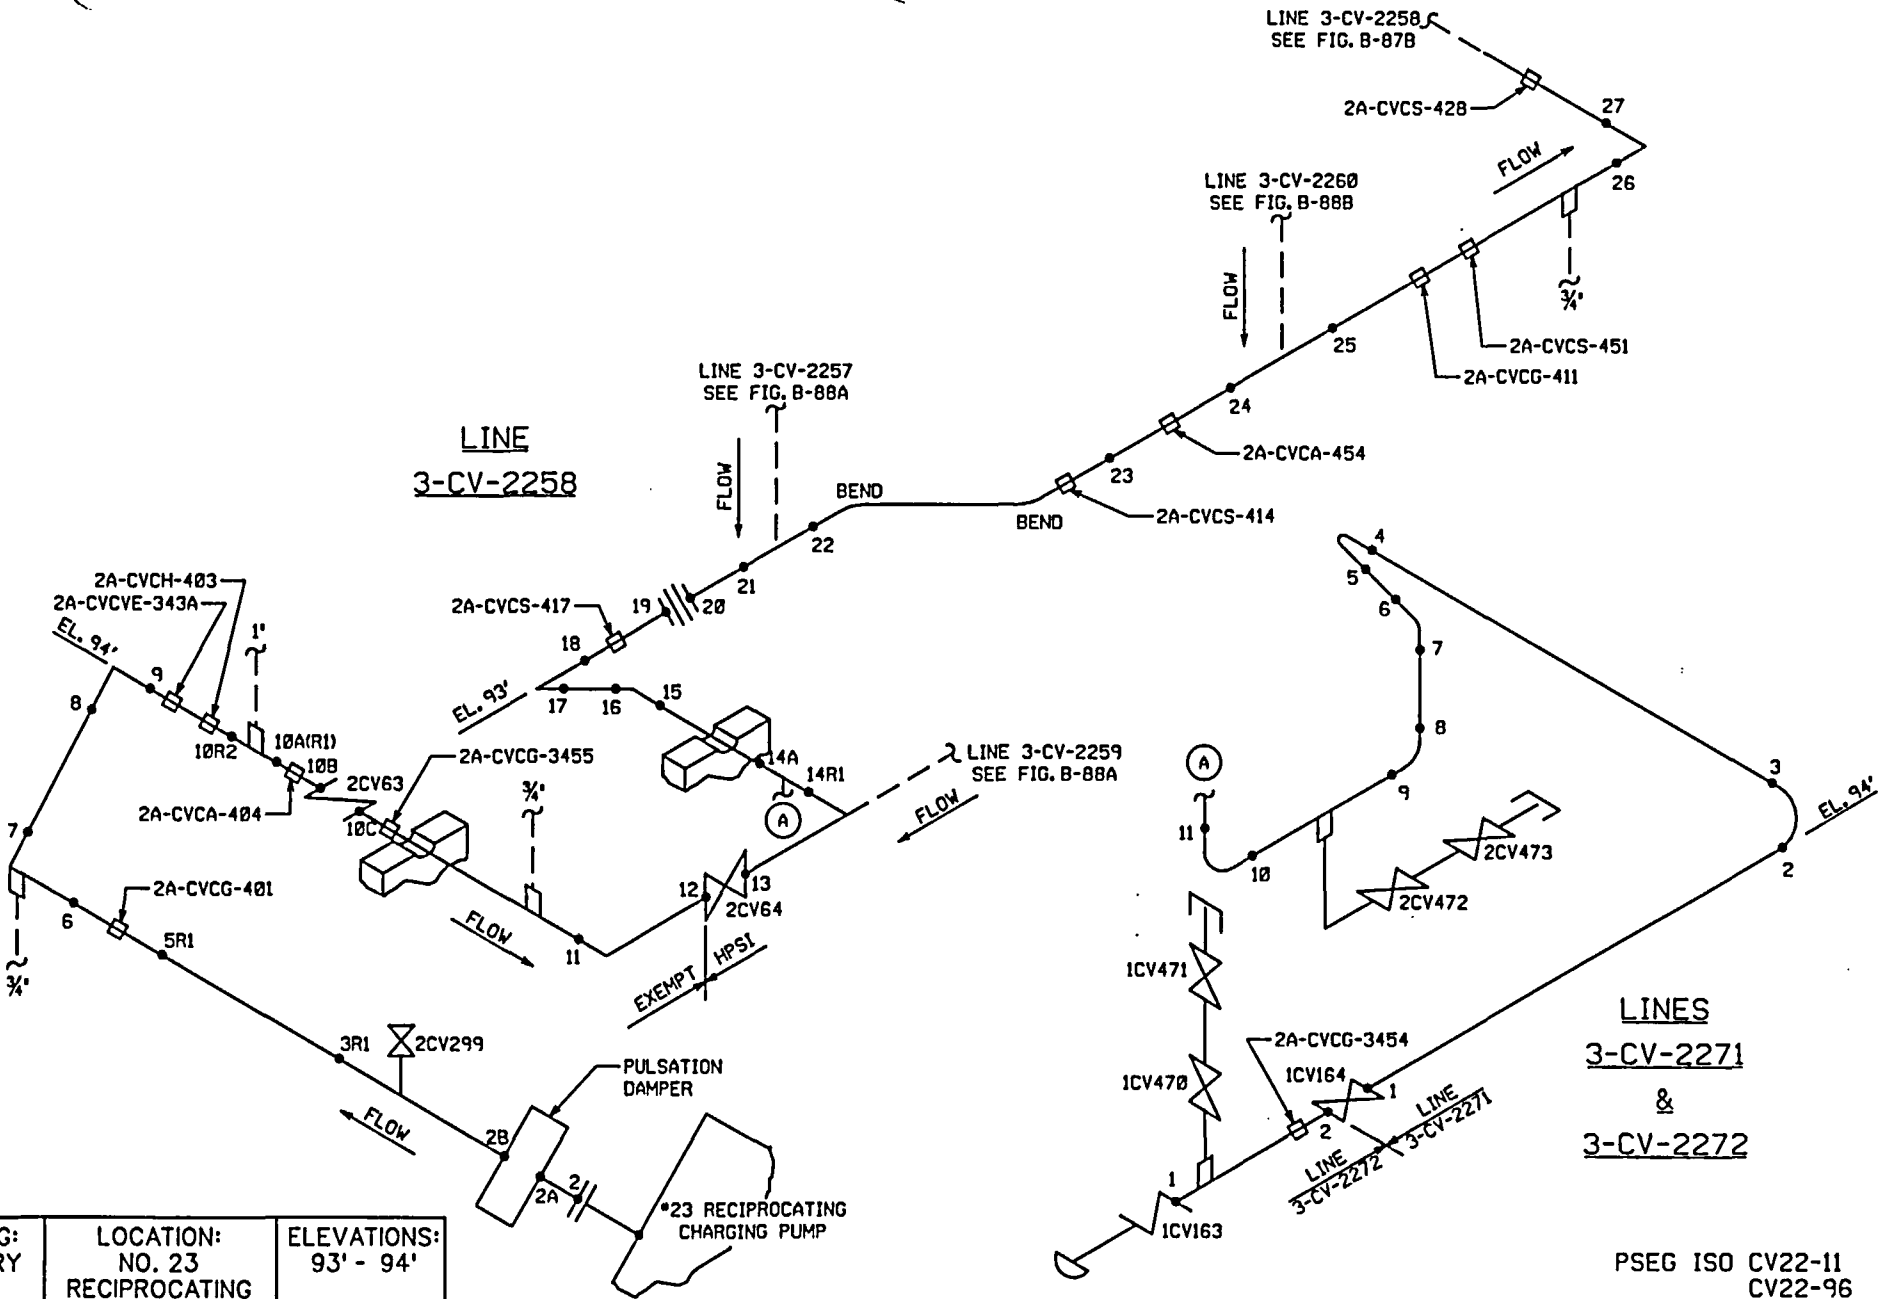 LINE 3-CV-2258
SEE FIG. B-87B
2A-CVCS-428
27
FLOW
26
LINE 3-CV-2260
SEE FIG. B-88B
FLOW
3/4"
2A-CVCS-451
2A-CVCG-411
25
24
LINE 3-CV-2257
SEE FIG. B-88A
LINE
3-CV-2258
FLOW
2A-CVCA-454
23
BEND
BEND
2A-CVCS-414
22
21
20
19
2A-CVCS-417
18
17
16
15
EL. 93'
2A-CVCH-403
2A-CVCVE-343A
EL. 94'
1"
9
8
10R2
10A(R1)
10B
2CV63
2A-CVCG-3455
2A-CVCA-404
10C
7
3/4"
14A
14R1
A
LINE 3-CV-2259
SEE FIG. B-88A
FLOW
12
13
2CV64
2A-CVCG-401
6
5R1
FLOW
11
3/4"
EXEMPT
HPSI
3R1
2CV299
PULSATION
DAMPER
FLOW
2B
2A
2
#23 RECIPROCATING
CHARGING PUMP
4
5
6
7
8
9
3
EL. 94'
2
A
11
10
2CV473
2CV472
1CV471
1CV470
2A-CVCG-3454
1CV164
1
2
LINE
3-CV-2271
LINE
3-CV-2272
1
1CV163
LINES
3-CV-2271
&
3-CV-2272
G:
RY
LOCATION:
NO. 23
RECIPROCATING
ELEVATIONS:
93' - 94'
PSEG ISO CV22-11
CV22-96